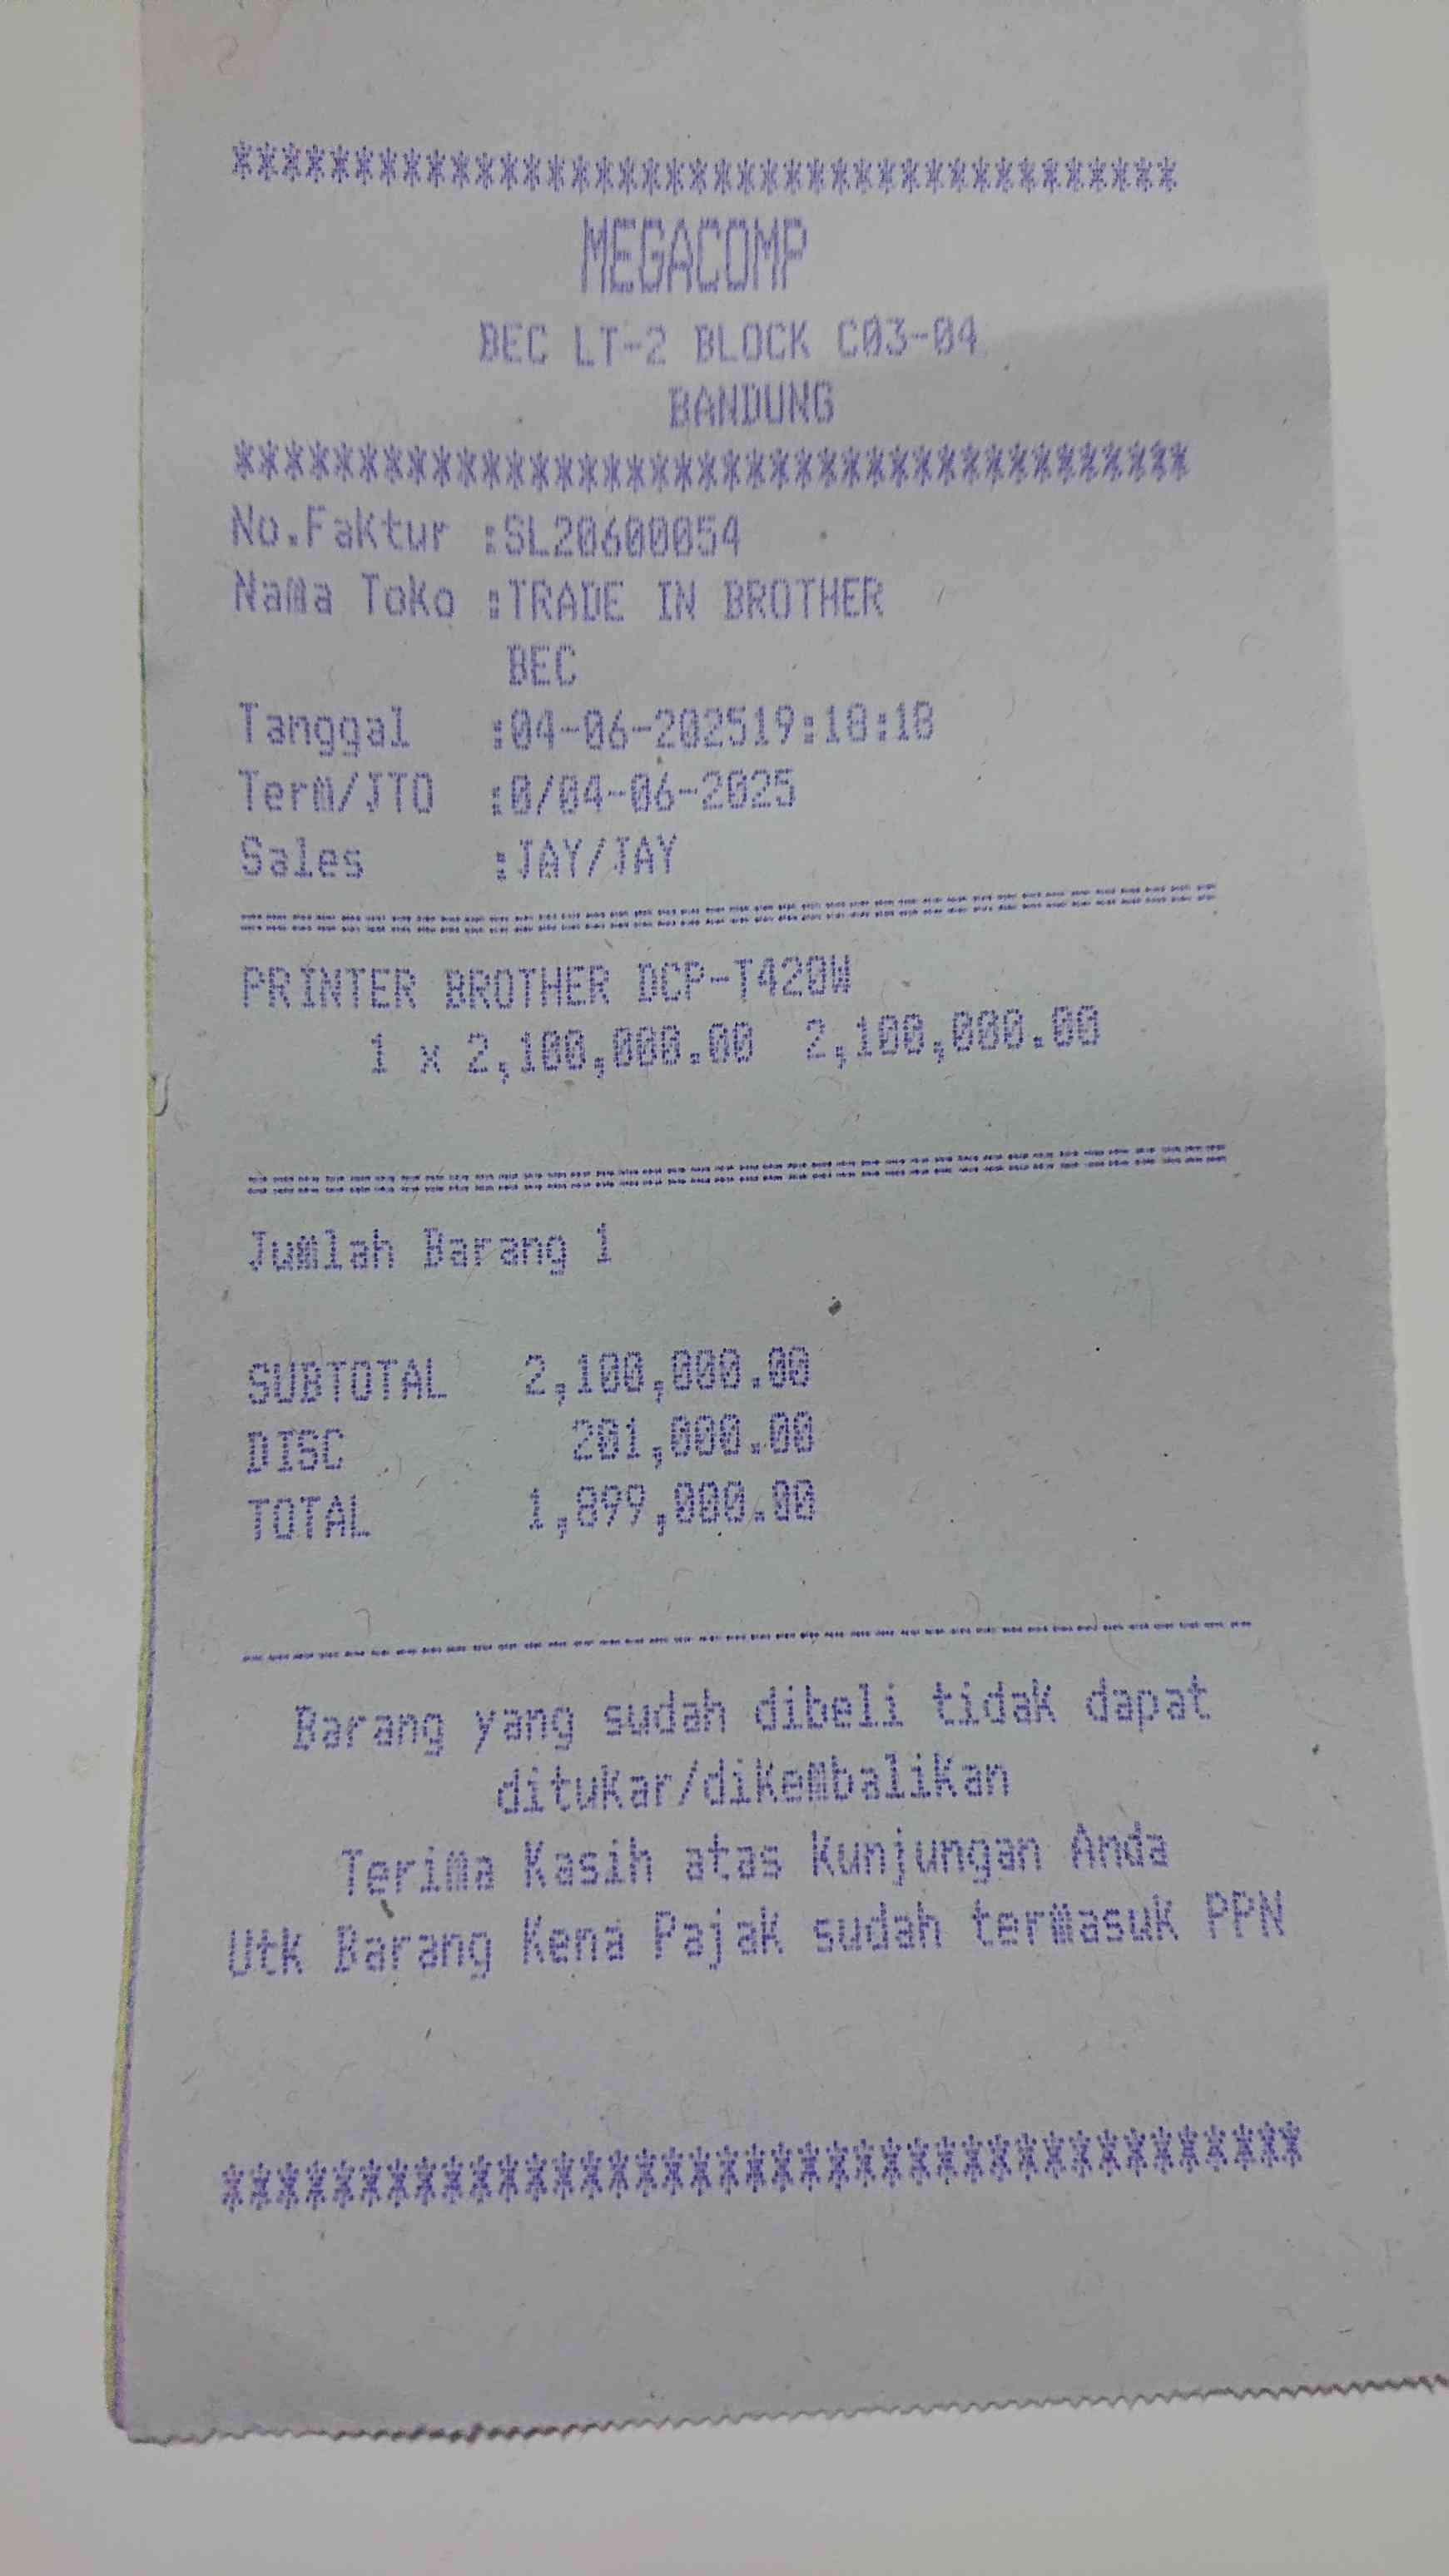 ****************************************
MEGACOMP
BEC LT-2 BLOCK C03-04
BANDUNG
****************************************
No.Faktur :SL20600054
Nama Toko :TRADE IN BROTHER
BEC
Tanggal :04-06-202519:18:18
Term/JTO :0/04-06-2025
Sales :JAY/JAY
========================================
PRINTER BROTHER DCP-T420W
1 x 2,100,000.00 2,100,000.00
========================================
Jumlah Barang 1
SUBTOTAL 2,100,000.00
DISC 201,000.00
TOTAL 1,899,000.00
----------------------------------------
Barang yang sudah dibeli tidak dapat
ditukar/dikembalikan
Terima Kasih atas Kunjungan Anda
Utk Barang Kena Pajak sudah termasuk PPN
****************************************